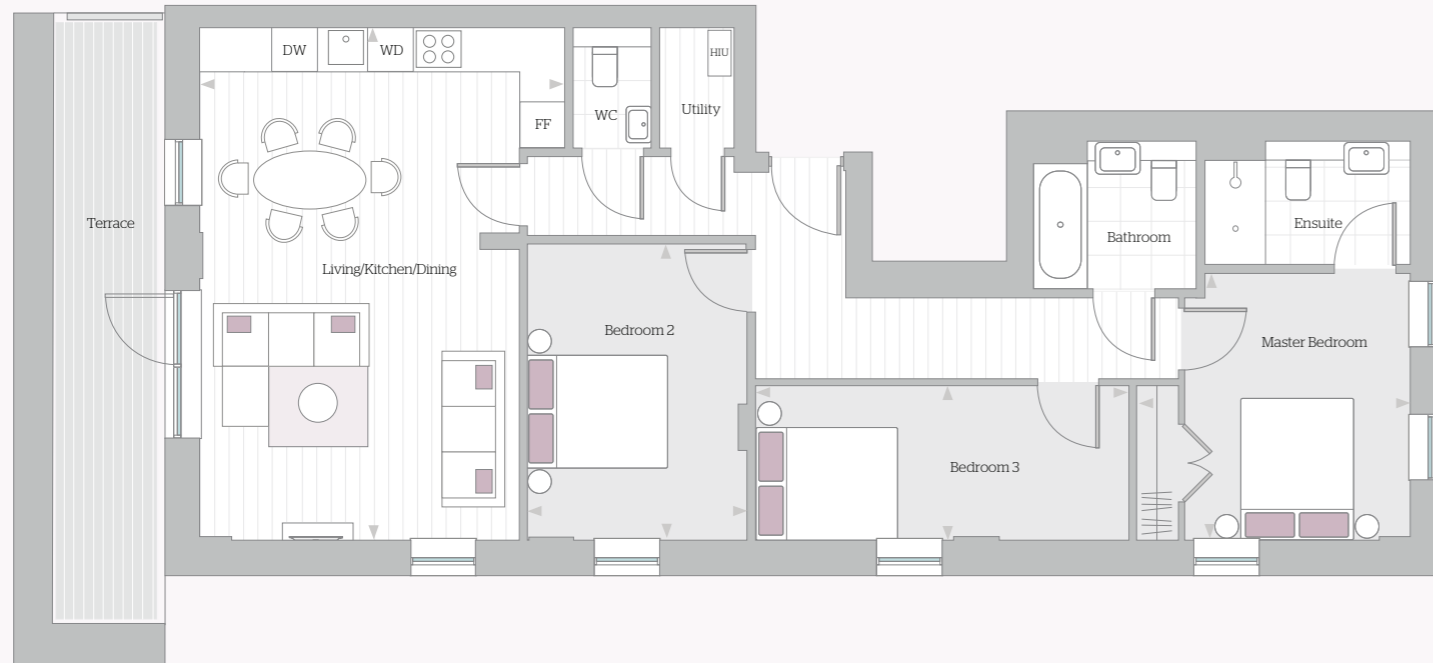 DW
WD
HIU
WC
Utility
FF
Terrace
Living/Kitchen/Dining
Bathroom
Ensuite
Bedroom 2
Master Bedroom
Bedroom 3